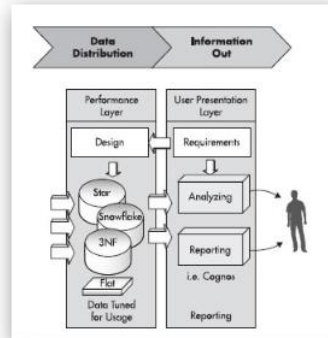 Data
Distribution
Information
Out
Performance
Layer
Design
Star
Snowflake
3NF
Flat
Data Tuned
for Usage
User Presentation
Layer
Requirements
Analyzing
Reporting
i.e. Cognos
Reporting